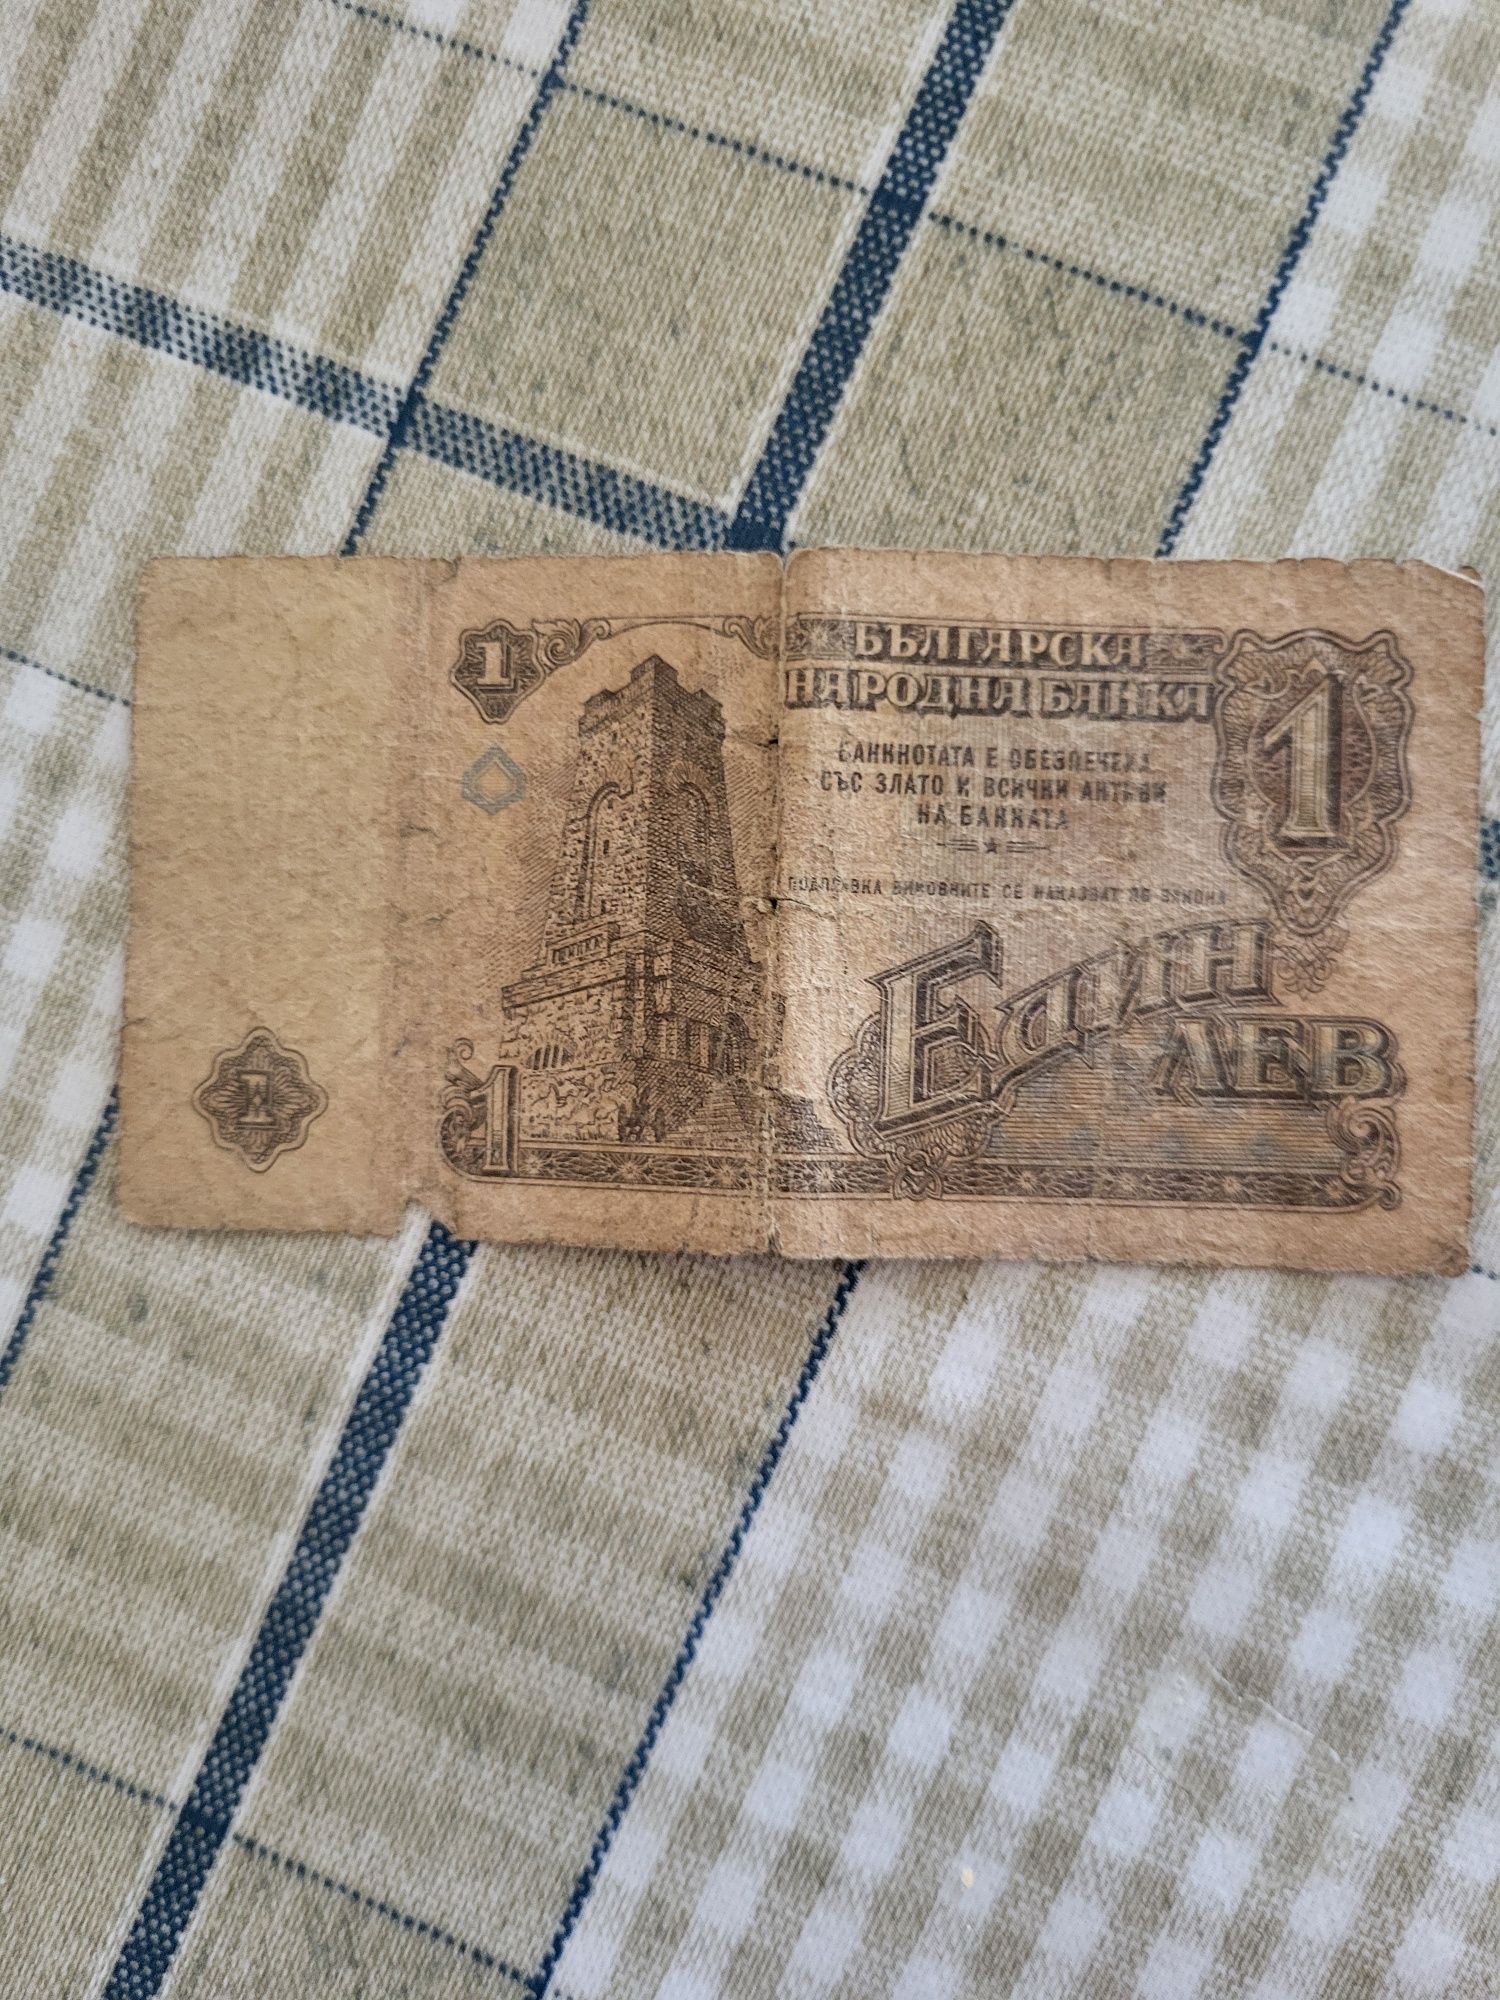 1
БЪЛГАРСКА
НАРОДНА БАНКА
1
БАНКНОТАТА Е ОБЕЗПЕЧЕНА
СЪС ЗЛАТО И ВСИЧКИ АКТИВИ
НА БАНКАТА
ПОДПРАВКА ВИНОВНИТЕ СЕ НАКАЗВАТ ПО ЗАКОНА
Един
ЛЕВ
1